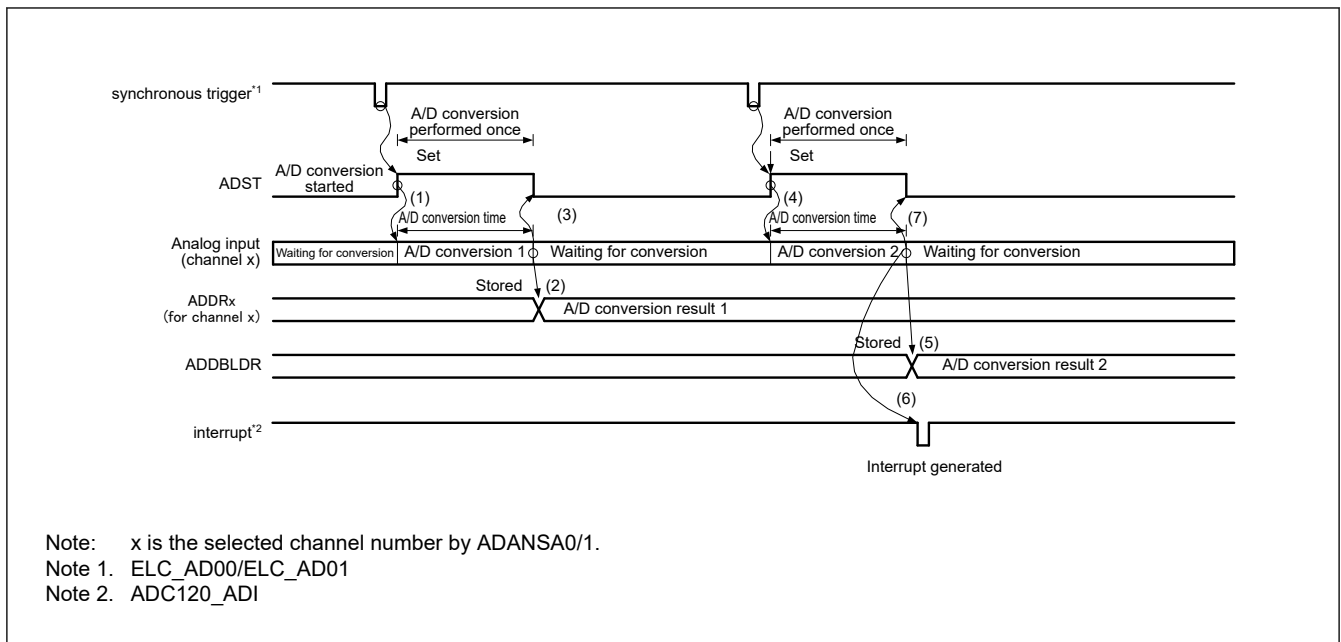 synchronous trigger*1
A/D conversion
performed once
A/D conversion
performed once
Set
Set
A/D conversion
started
ADST
(1)
(4)
A/D conversion time
(3)
A/D conversion time
(7)
Analog input
(channel x)
Waiting for conversion
A/D conversion 1
Waiting for conversion
A/D conversion 2
Waiting for conversion
Stored
(2)
ADDRx
(for channel x)
A/D conversion result 1
Stored
(5)
ADDBLDR
A/D conversion result 2
(6)
interrupt*2
Interrupt generated
Note: x is the selected channel number by ADANSA0/1.
Note 1. ELC_AD00/ELC_AD01
Note 2. ADC120_ADI